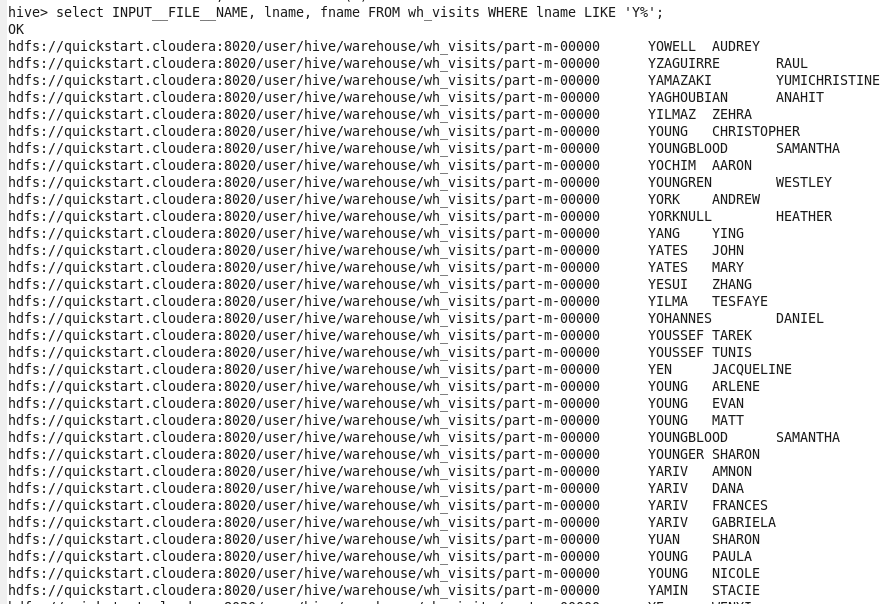 hive> select INPUT__FILE__NAME, lname, fname FROM wh_visits WHERE lname LIKE 'Y%';
OK
hdfs://quickstart.cloudera:8020/user/hive/warehouse/wh_visits/part-m-00000 YOWELL AUDREY
hdfs://quickstart.cloudera:8020/user/hive/warehouse/wh_visits/part-m-00000 YZAGUIRRE RAUL
hdfs://quickstart.cloudera:8020/user/hive/warehouse/wh_visits/part-m-00000 YAMAZAKI YUMICHRISTINE
hdfs://quickstart.cloudera:8020/user/hive/warehouse/wh_visits/part-m-00000 YAGHOUBIAN ANAHIT
hdfs://quickstart.cloudera:8020/user/hive/warehouse/wh_visits/part-m-00000 YILMAZ ZEHRA
hdfs://quickstart.cloudera:8020/user/hive/warehouse/wh_visits/part-m-00000 YOUNG CHRISTOPHER
hdfs://quickstart.cloudera:8020/user/hive/warehouse/wh_visits/part-m-00000 YOUNGBLOOD SAMANTHA
hdfs://quickstart.cloudera:8020/user/hive/warehouse/wh_visits/part-m-00000 YOCHIM AARON
hdfs://quickstart.cloudera:8020/user/hive/warehouse/wh_visits/part-m-00000 YOUNGREN WESTLEY
hdfs://quickstart.cloudera:8020/user/hive/warehouse/wh_visits/part-m-00000 YORK ANDREW
hdfs://quickstart.cloudera:8020/user/hive/warehouse/wh_visits/part-m-00000 YORKNULL HEATHER
hdfs://quickstart.cloudera:8020/user/hive/warehouse/wh_visits/part-m-00000 YANG YING
hdfs://quickstart.cloudera:8020/user/hive/warehouse/wh_visits/part-m-00000 YATES JOHN
hdfs://quickstart.cloudera:8020/user/hive/warehouse/wh_visits/part-m-00000 YATES MARY
hdfs://quickstart.cloudera:8020/user/hive/warehouse/wh_visits/part-m-00000 YESUI ZHANG
hdfs://quickstart.cloudera:8020/user/hive/warehouse/wh_visits/part-m-00000 YILMA TESFAYE
hdfs://quickstart.cloudera:8020/user/hive/warehouse/wh_visits/part-m-00000 YOHANNES DANIEL
hdfs://quickstart.cloudera:8020/user/hive/warehouse/wh_visits/part-m-00000 YOUSSEF TAREK
hdfs://quickstart.cloudera:8020/user/hive/warehouse/wh_visits/part-m-00000 YOUSSEF TUNIS
hdfs://quickstart.cloudera:8020/user/hive/warehouse/wh_visits/part-m-00000 YEN JACQUELINE
hdfs://quickstart.cloudera:8020/user/hive/warehouse/wh_visits/part-m-00000 YOUNG ARLENE
hdfs://quickstart.cloudera:8020/user/hive/warehouse/wh_visits/part-m-00000 YOUNG EVAN
hdfs://quickstart.cloudera:8020/user/hive/warehouse/wh_visits/part-m-00000 YOUNG MATT
hdfs://quickstart.cloudera:8020/user/hive/warehouse/wh_visits/part-m-00000 YOUNGBLOOD SAMANTHA
hdfs://quickstart.cloudera:8020/user/hive/warehouse/wh_visits/part-m-00000 YOUNGER SHARON
hdfs://quickstart.cloudera:8020/user/hive/warehouse/wh_visits/part-m-00000 YARIV AMNON
hdfs://quickstart.cloudera:8020/user/hive/warehouse/wh_visits/part-m-00000 YARIV DANA
hdfs://quickstart.cloudera:8020/user/hive/warehouse/wh_visits/part-m-00000 YARIV FRANCES
hdfs://quickstart.cloudera:8020/user/hive/warehouse/wh_visits/part-m-00000 YARIV GABRIELA
hdfs://quickstart.cloudera:8020/user/hive/warehouse/wh_visits/part-m-00000 YUAN SHARON
hdfs://quickstart.cloudera:8020/user/hive/warehouse/wh_visits/part-m-00000 YOUNG PAULA
hdfs://quickstart.cloudera:8020/user/hive/warehouse/wh_visits/part-m-00000 YOUNG NICOLE
hdfs://quickstart.cloudera:8020/user/hive/warehouse/wh_visits/part-m-00000 YAMIN STACIE